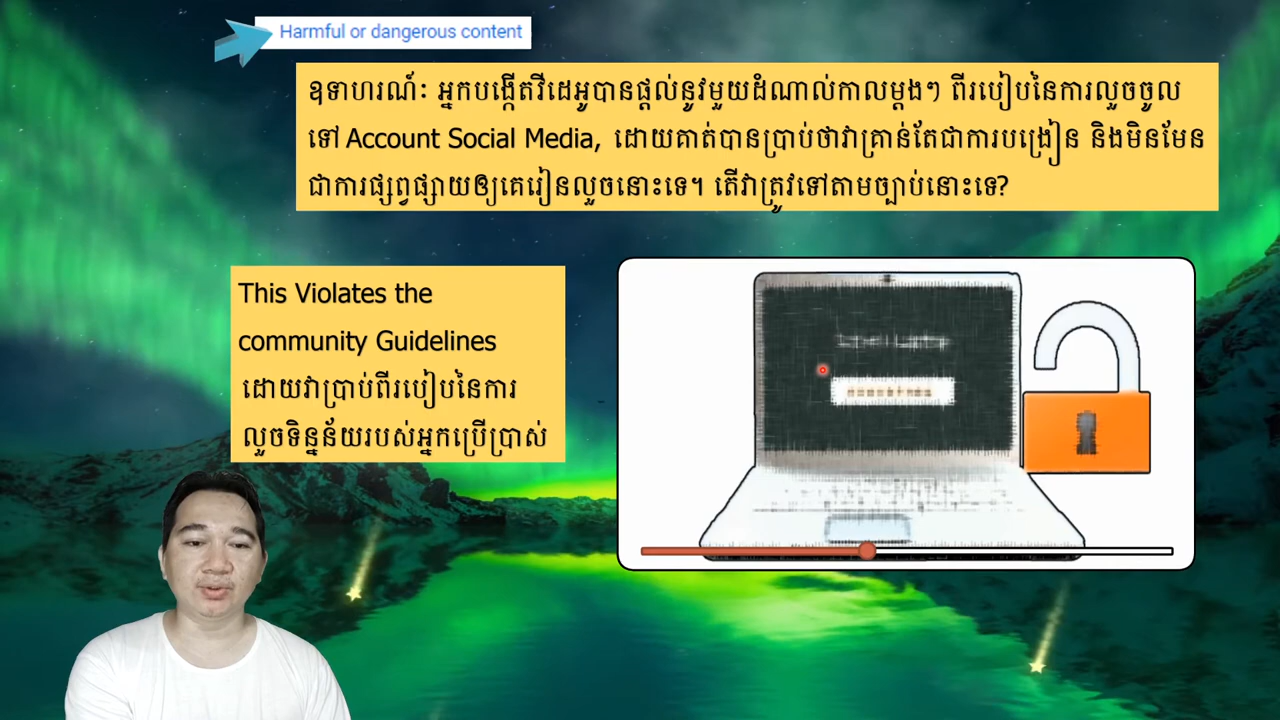 Harmful or dangerous content
ឧទាហរណ៍: អ្នកបង្កើតវីដេអូបានផ្តល់នូវមួយដំណាល់កាលម្តងៗ ពីរបៀបនៃការលួចចូល
ទៅ Account Social Media, ដោយគាត់បានប្រាប់ថាវាគ្រាន់តែជាការបង្រៀន និងមិនមែន
ជាការផ្សព្វផ្សាយឲ្យគេរៀនលួចនោះទេ។ តើវាត្រូវទៅតាមច្បាប់នោះទេ?
This Violates the
community Guidelines
ដោយវាប្រាប់ពីរបៀបនៃការ
លួចទិន្នន័យរបស់អ្នកប្រើប្រាស់